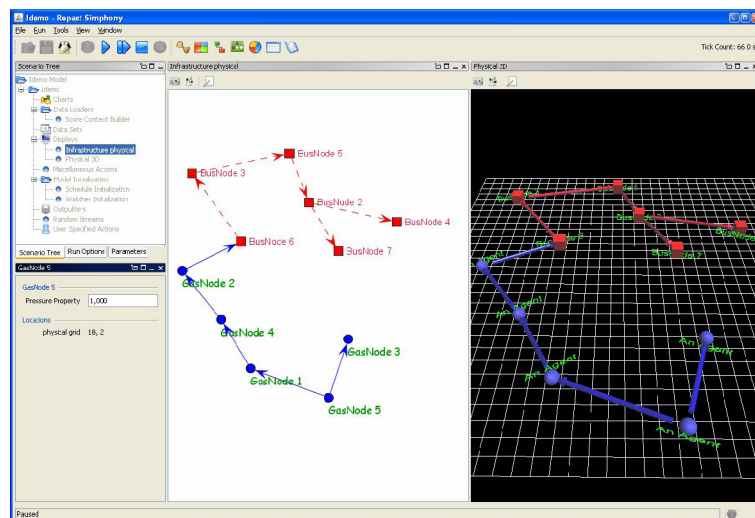 Idemo - Repast Simphony
File Run Tools View Window
Tick Count: 66.0
Scenario Tree
Idemo Model
Idemo
Charts
Data Loaders
Score Context Builder
Data Sets
Displays
Infrastructure physical
Physical 3D
Miscellaneous Actions
Model Initialization
Schedule Initialization
Watcher Initialization
Outputters
Random Streams
User Specified Actions
Scenario Tree Run Options Parameters
GasNode 5
GasNode 5
Pressure Property 1,000
Locations
physical grid 18, 2
Infrastructure physical
BusNode 5
BusNode 3
BusNode 2
BusNode 4
BusNode 6
BusNode 7
GasNode 2
GasNode 4
GasNode 3
GasNode 1
GasNode 5
Physical 3D
BusNode 7
An Agent
An Agent
An Agent
An Agent
An Agent
Paused